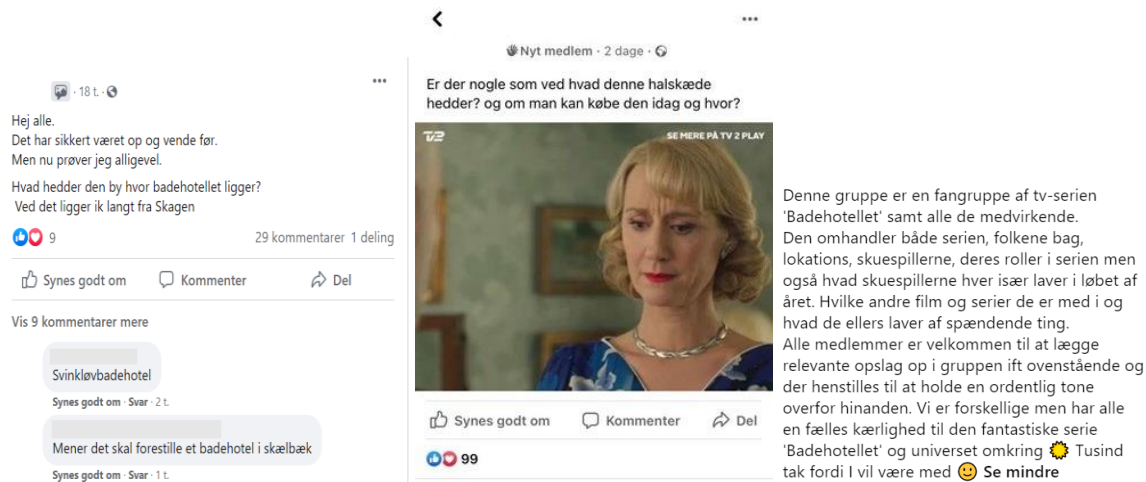 · 18 t. ·
Hej alle.
Det har sikkert været op og vende før.
Men nu prøver jeg alligevel.
Hvad hedder den by hvor badehotellet ligger?
Ved det ligger ik langt fra Skagen
9
29 kommentarer 1 deling
Synes godt om Kommenter Del
Vis 9 kommentarer mere
Svinkløvbadehotel
Synes godt om · Svar · 2 t.
Mener det skal forestille et badehotel i skælbæk
Synes godt om · Svar · 1 t.
Nyt medlem · 2 dage ·
Er der nogle som ved hvad denne halskæde
hedder? og om man kan købe den idag og hvor?
TV2
SE MERE PÅ TV 2 PLAY
Synes godt om Kommenter Del
99
Denne gruppe er en fangruppe af tv-serien
'Badehotellet' samt alle de medvirkende.
Den omhandler både serien, folkene bag,
lokations, skuespillerne, deres roller i serien men
også hvad skuespillerne hver især laver i løbet af
året. Hvilke andre film og serier de er med i og
hvad de ellers laver af spændende ting.
Alle medlemmer er velkommen til at lægge
relevante opslag op i gruppen ift ovenstående og
der henstilles til at holde en ordentlig tone
overfor hinanden. Vi er forskellige men har alle
en fælles kærlighed til den fantastiske serie
'Badehotellet' og universet omkring 🌞 Tusind
tak fordi I vil være med 🙂 Se mindre